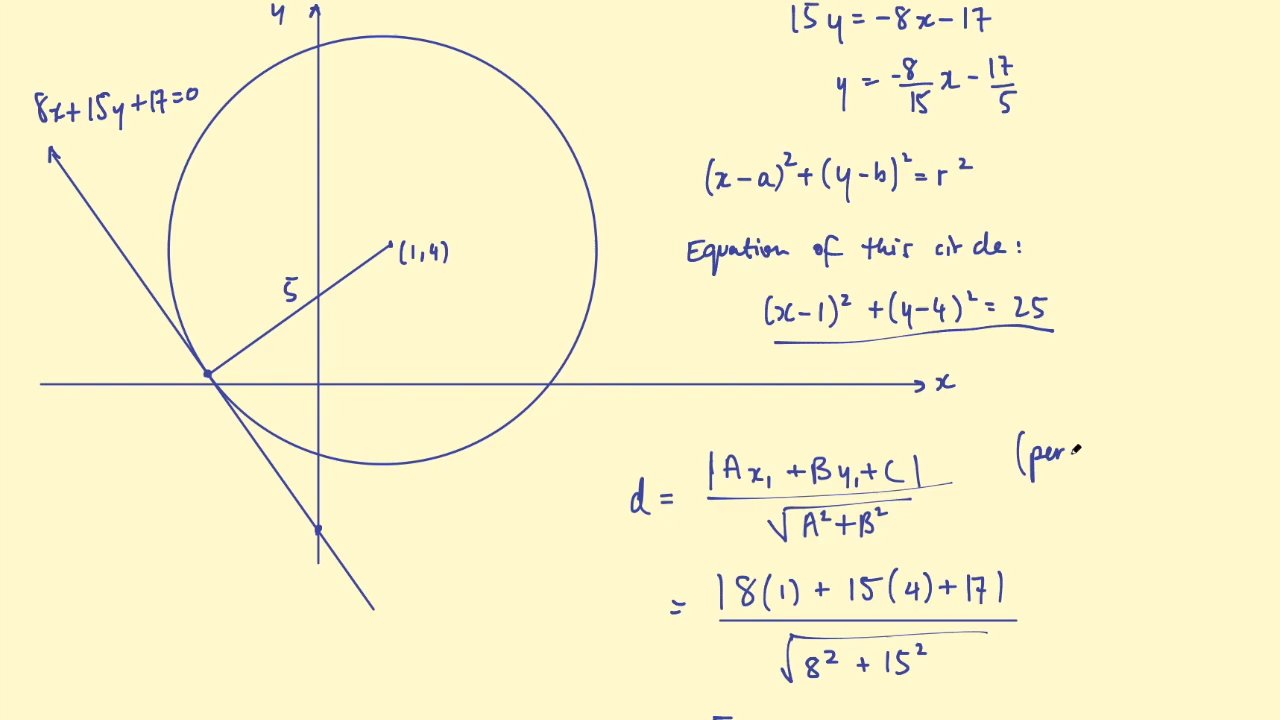 y
8x+15y+17=0
(1,4)
5
x
15y = -8x - 17
y = -8/15 x - 17/5
(x-a)² + (y-b)² = r²
Equation of this circle:
(x-1)² + (y-4)² = 25
d = |Ax₁ + By₁ + C| / √(A² + B²)
(per
= |8(1) + 15(4) + 17| / √(8² + 15²)